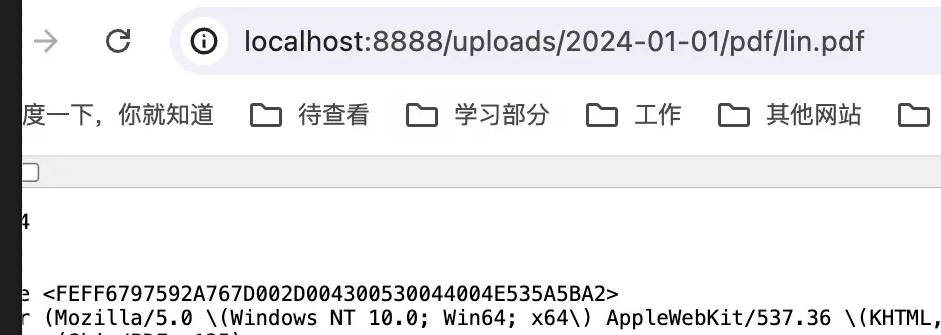 localhost:8888/uploads/2024-01-01/pdf/lin.pdf
度一下，你就知道 待查看 学习部分 工作 其他网站
4
e <FEFF6797592A767D002D004300530044004E535A5BA2>
r (Mozilla/5.0 \(Windows NT 10.0; Win64; x64\) AppleWebKit/537.36 \(KHTML,